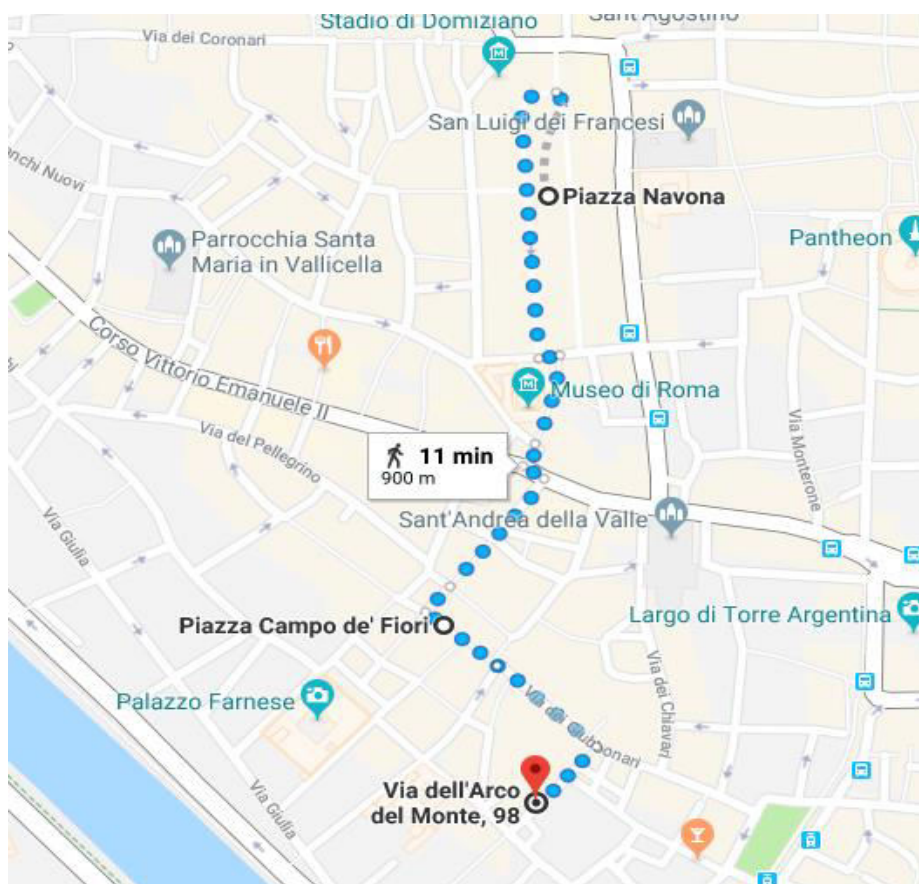 Stadio di Domiziano
Sant'Agostino
Via dei Coronari
San Luigi dei Francesi
onchi Nuovi
Piazza Navona
Parrocchia Santa
Maria in Vallicella
Pantheon
Corso Vittorio Emanuele II
Museo di Roma
Via del Pellegrino
Via Monterone
11 min
900 m
Sant'Andrea della Valle
Via Giulia
Largo di Torre Argentina
Piazza Campo de' Fiori
Via dei Chiavari
Palazzo Farnese
Via dei Giubbonari
Via dell'Arco
del Monte, 98
Via Giulia